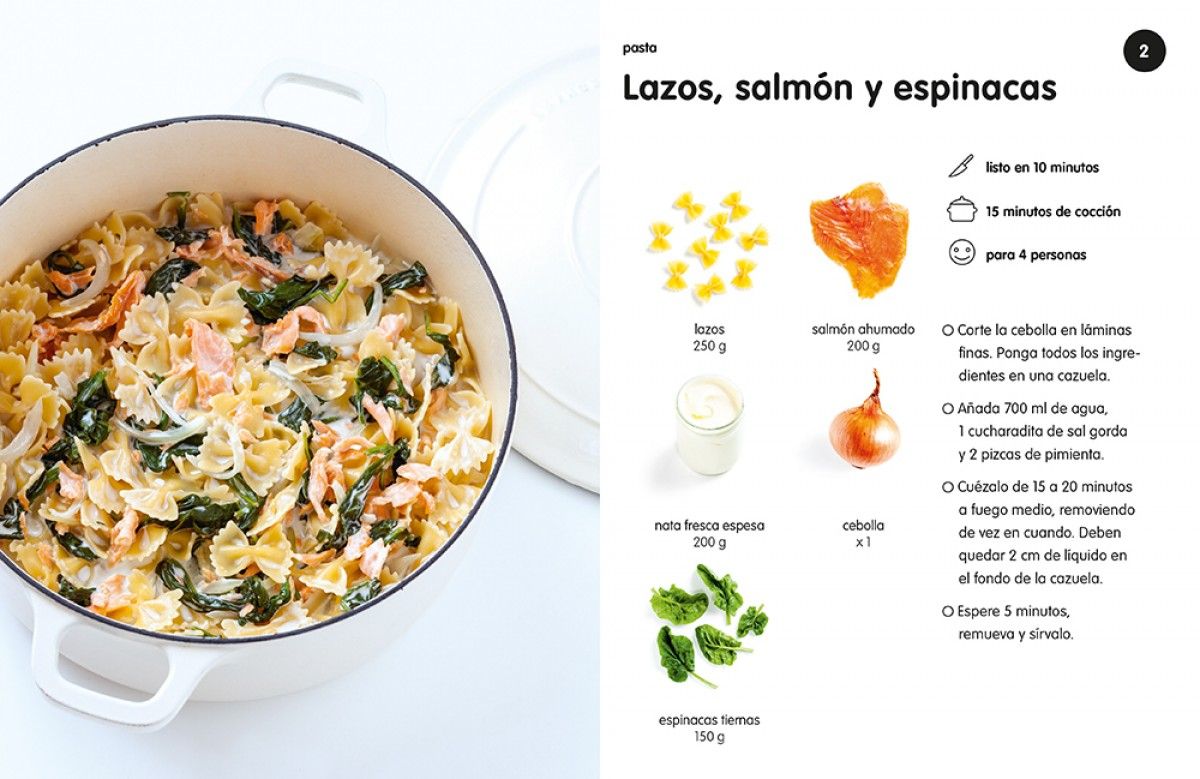 pasta
2
Lazos, salmón y espinacas
listo en 10 minutos
15 minutos de cocción
para 4 personas
lazos
250 g
salmón ahumado
200 g
nata fresca espesa
200 g
cebolla
x 1
espinacas tiernas
150 g
Corte la cebolla en láminas
finas. Ponga todos los ingre-
dientes en una cazuela.
Añada 700 ml de agua,
1 cucharadita de sal gorda
y 2 pizcas de pimienta.
Cuézalo de 15 a 20 minutos
a fuego medio, removiendo
de vez en cuando. Deben
quedar 2 cm de líquido en
el fondo de la cazuela.
Espere 5 minutos,
remueva y sírvalo.